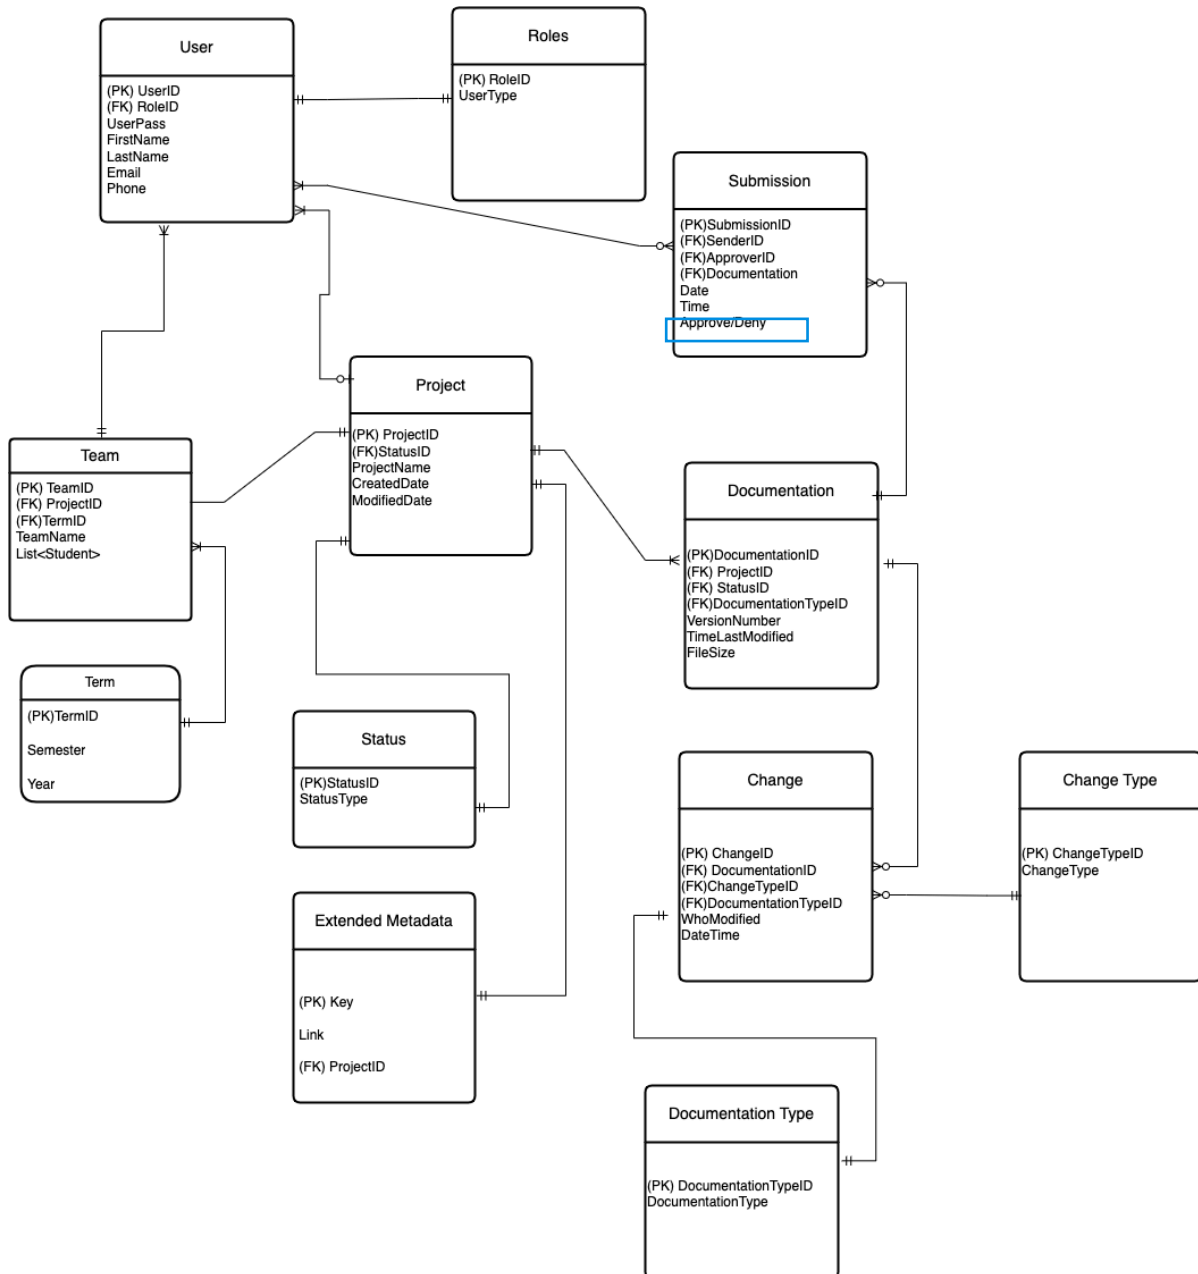 User
(PK) UserID
(FK) RoleID
UserPass
FirstName
LastName
Email
Phone
Roles
(PK) RoleID
UserType
Submission
(PK)SubmissionID
(FK)SenderID
(FK)ApproverID
(FK)Documentation
Date
Time
Approve/Deny
Project
(PK) ProjectID
(FK)StatusID
ProjectName
CreatedDate
ModifiedDate
Team
(PK) TeamID
(FK) ProjectID
(FK)TermID
TeamName
List<Student>
Documentation
(PK)DocumentationID
(FK) ProjectID
(FK) StatusID
(FK)DocumentationTypeID
VersionNumber
TimeLastModified
FileSize
Term
(PK)TermID
Semester
Year
Status
(PK)StatusID
StatusType
Change
(PK) ChangeID
(FK) DocumentationID
(FK)ChangeTypeID
(FK)DocumentationTypeID
WhoModified
DateTime
Change Type
(PK) ChangeTypeID
ChangeType
Extended Metadata
(PK) Key
Link
(FK) ProjectID
Documentation Type
(PK) DocumentationTypeID
DocumentationType